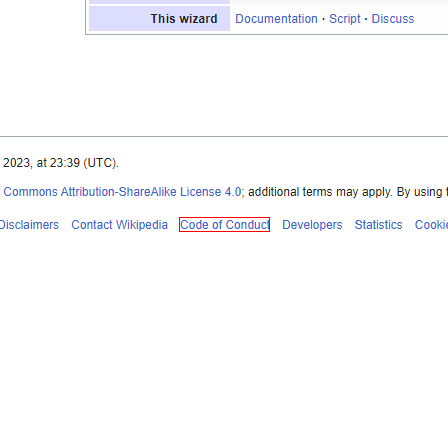 This wizard Documentation · Script · Discuss
2023, at 23:39 (UTC).
Commons Attribution-ShareAlike License 4.0; additional terms may apply. By using
Disclaimers Contact Wikipedia Code of Conduct Developers Statistics Cookie